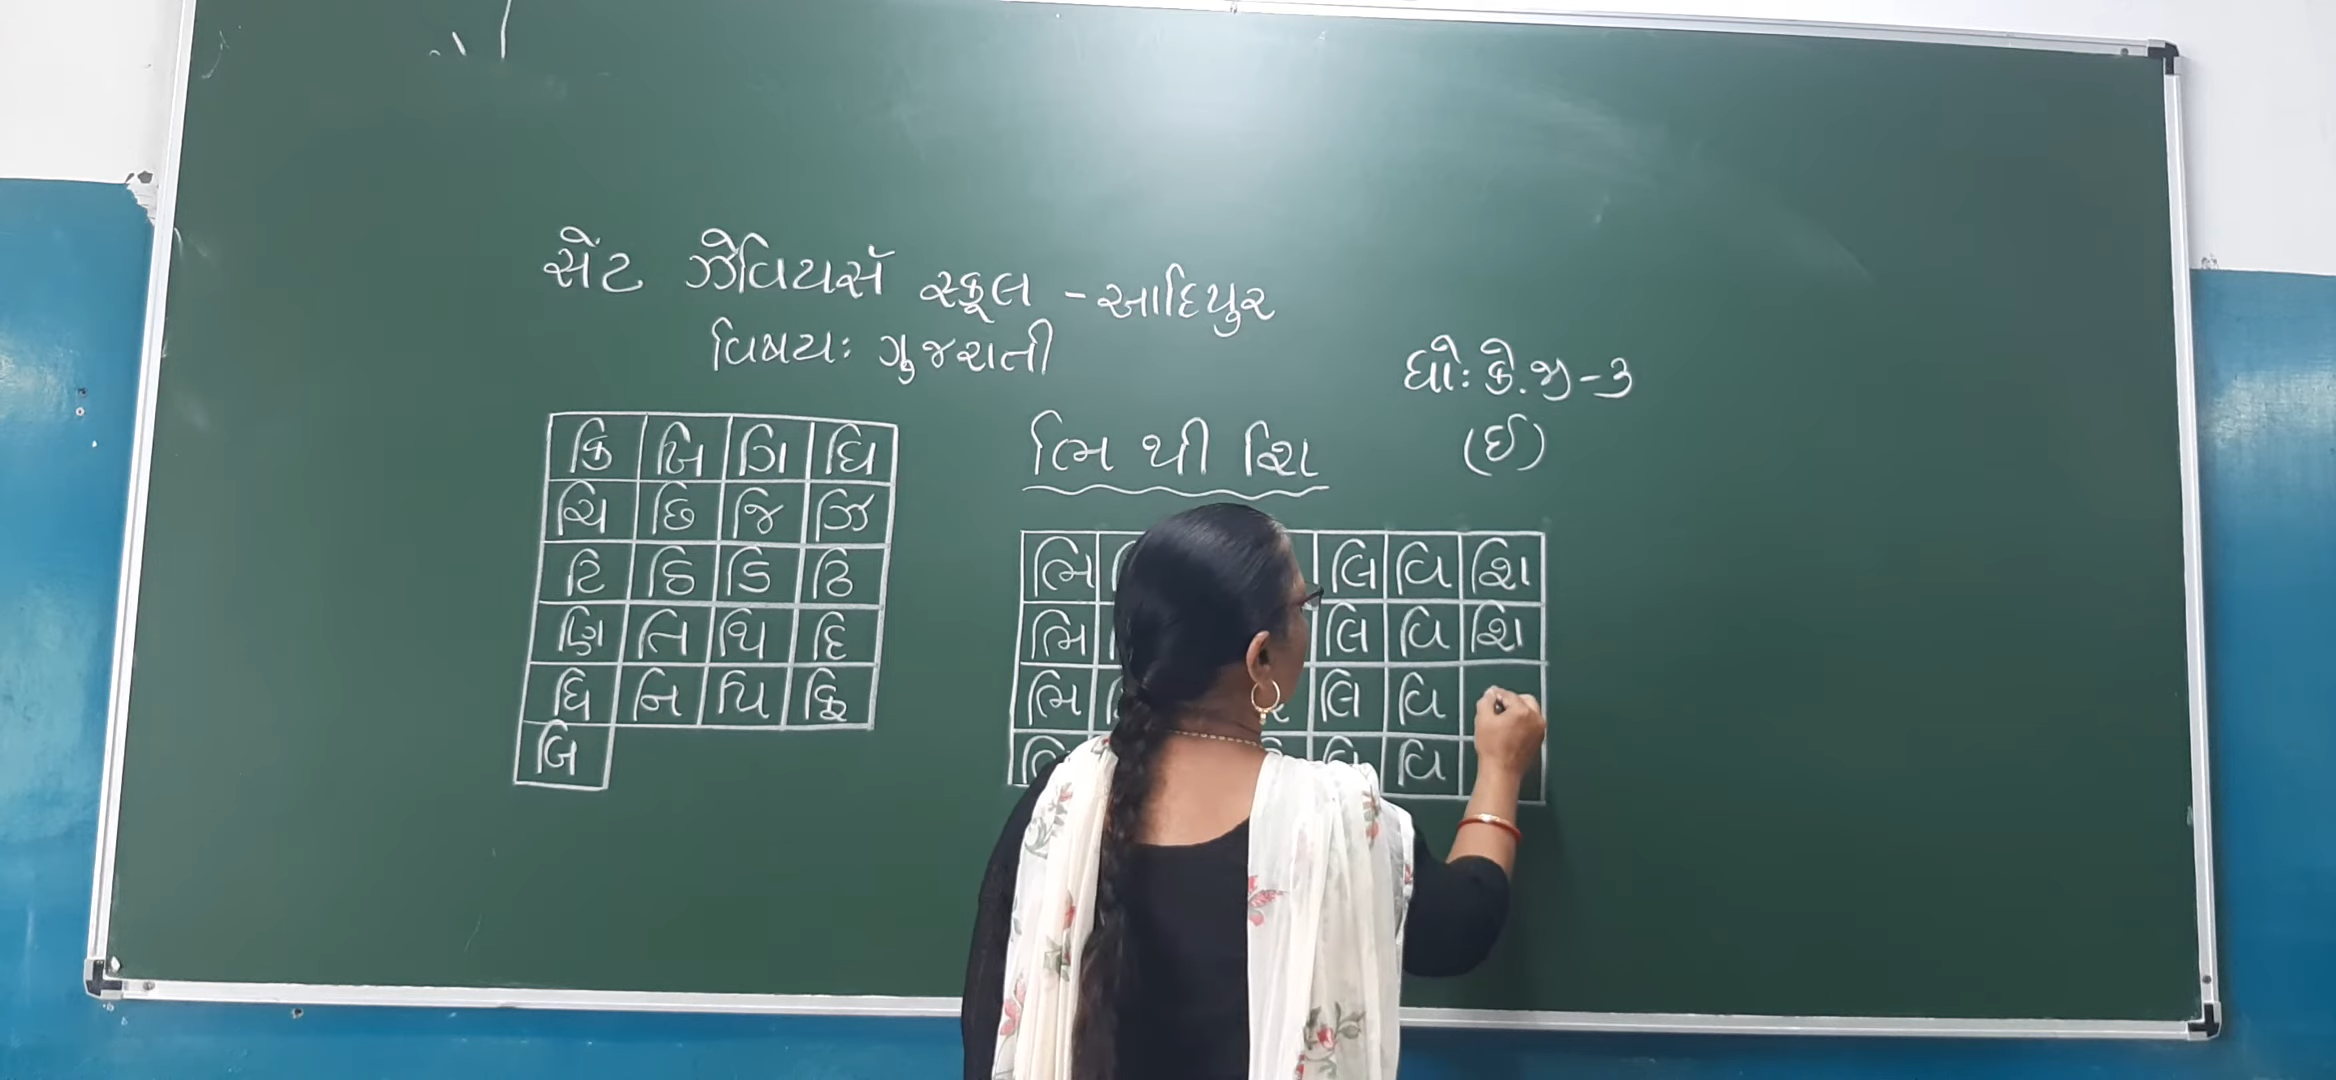 સેંટ ઝેવિયર્સ સ્કૂલ - આદિપુર
વિષય: ગુજરાતી
ધો: કે.જી-૩
(ઈ)
ભિ થી શિ
કિ ખિ ગિ ઘિ
ચિ છિ જિ ઝિ
ટિ ઠિ ડિ ઢિ
ણિ તિ થિ દિ
ધિ નિ પિ ફિ
બિ
ભિ લિ વિ શિ
ભિ લિ વિ શિ
ભિ લિ વિ
વિ